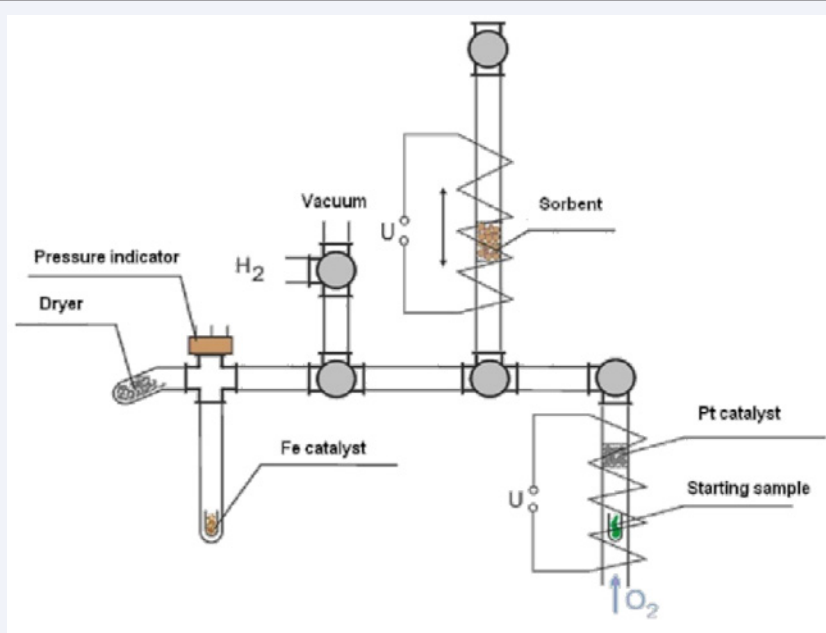 Vacuum
Sorbent
U
H2
Pressure indicator
Dryer
Fe catalyst
Pt catalyst
Starting sample
U
O2